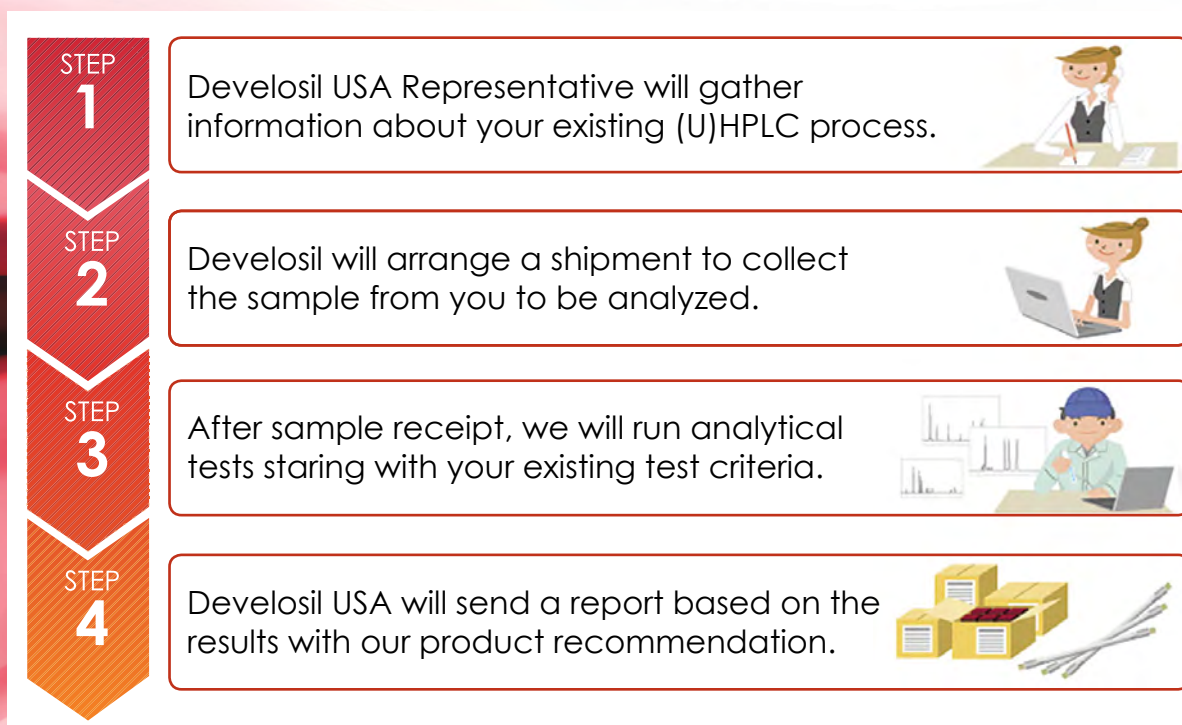 STEP
1
Develosil USA Representative will gather
information about your existing (U)HPLC process.
STEP
2
Develosil will arrange a shipment to collect
the sample from you to be analyzed.
STEP
3
After sample receipt, we will run analytical
tests staring with your existing test criteria.
STEP
4
Develosil USA will send a report based on the
results with our product recommendation.